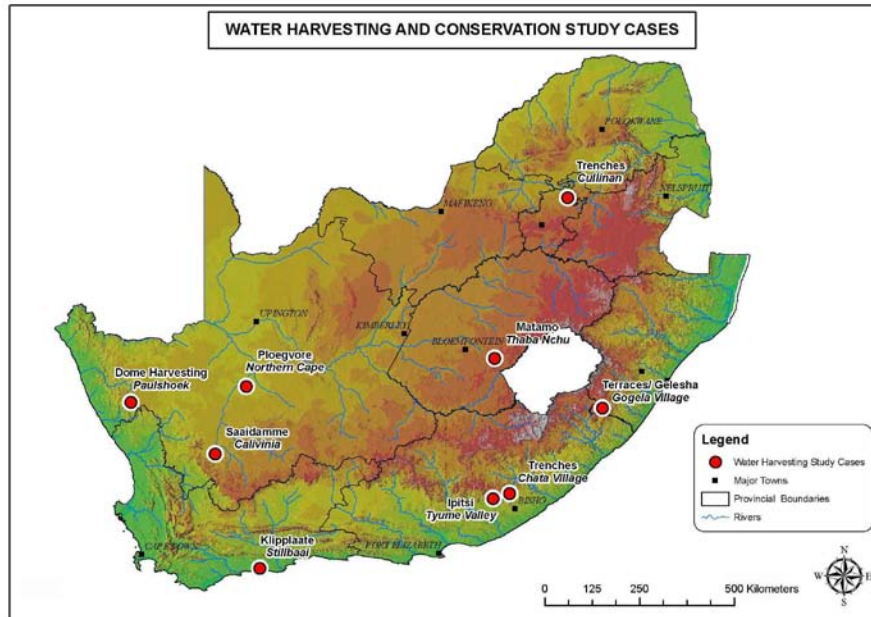 WATER HARVESTING AND CONSERVATION STUDY CASES
POLOKWANE
Trenches
Cullinan
NELSPRUIT
MAFIKENG
UPINGTON
KIMBERLEY
BLOEMFONTEIN
Matamo
Thaba Nchu
Ploegvore
Northern Cape
Dome Harvesting
Paulshoek
Terraces/ Gelesha
Gogela Village
Saaidamme
Calivinia
Trenches
Chata Village
Ipitsi
Tyume Valley
BISHO
Klipplaate
Stillbaai
CAPE TOWN
PORT ELIZABETH
Legend
Water Harvesting Study Cases
Major Towns
Provincial Boundaries
Rivers
N
W E
S
0 125 250 500 Kilometers